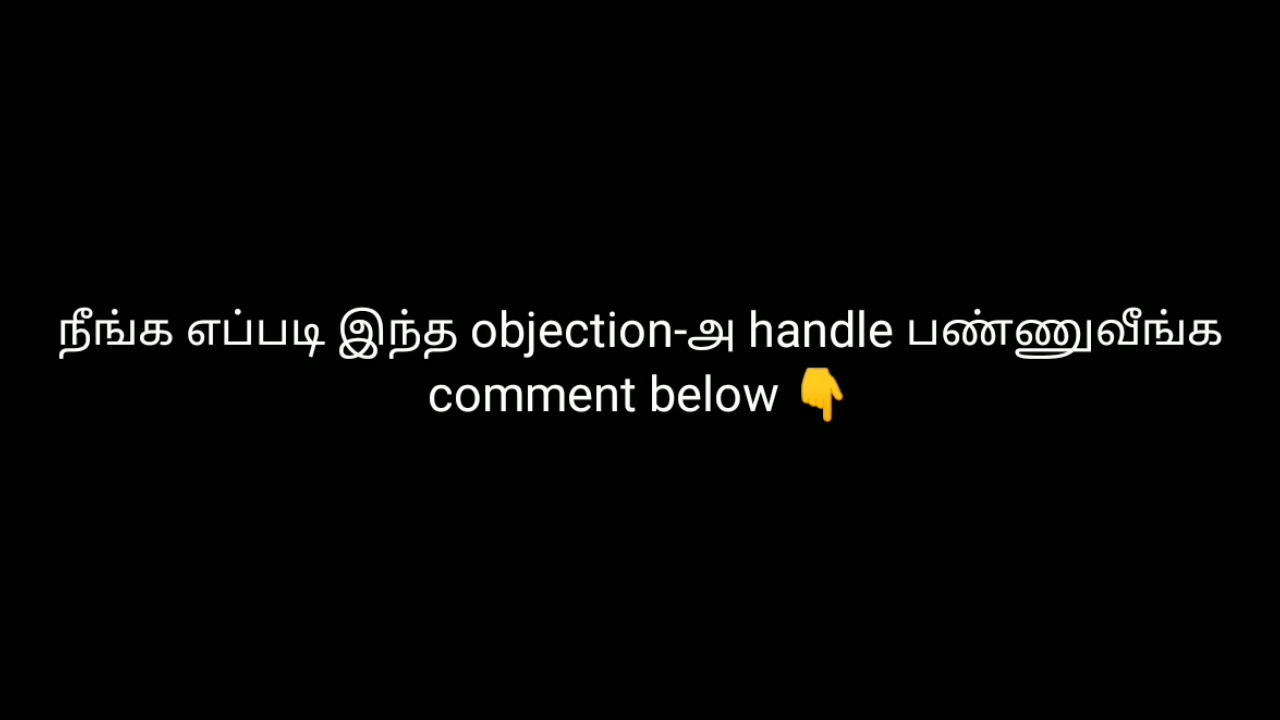 நீங்க எப்படி இந்த objection-அ handle பண்ணுவீங்க
comment below 👇